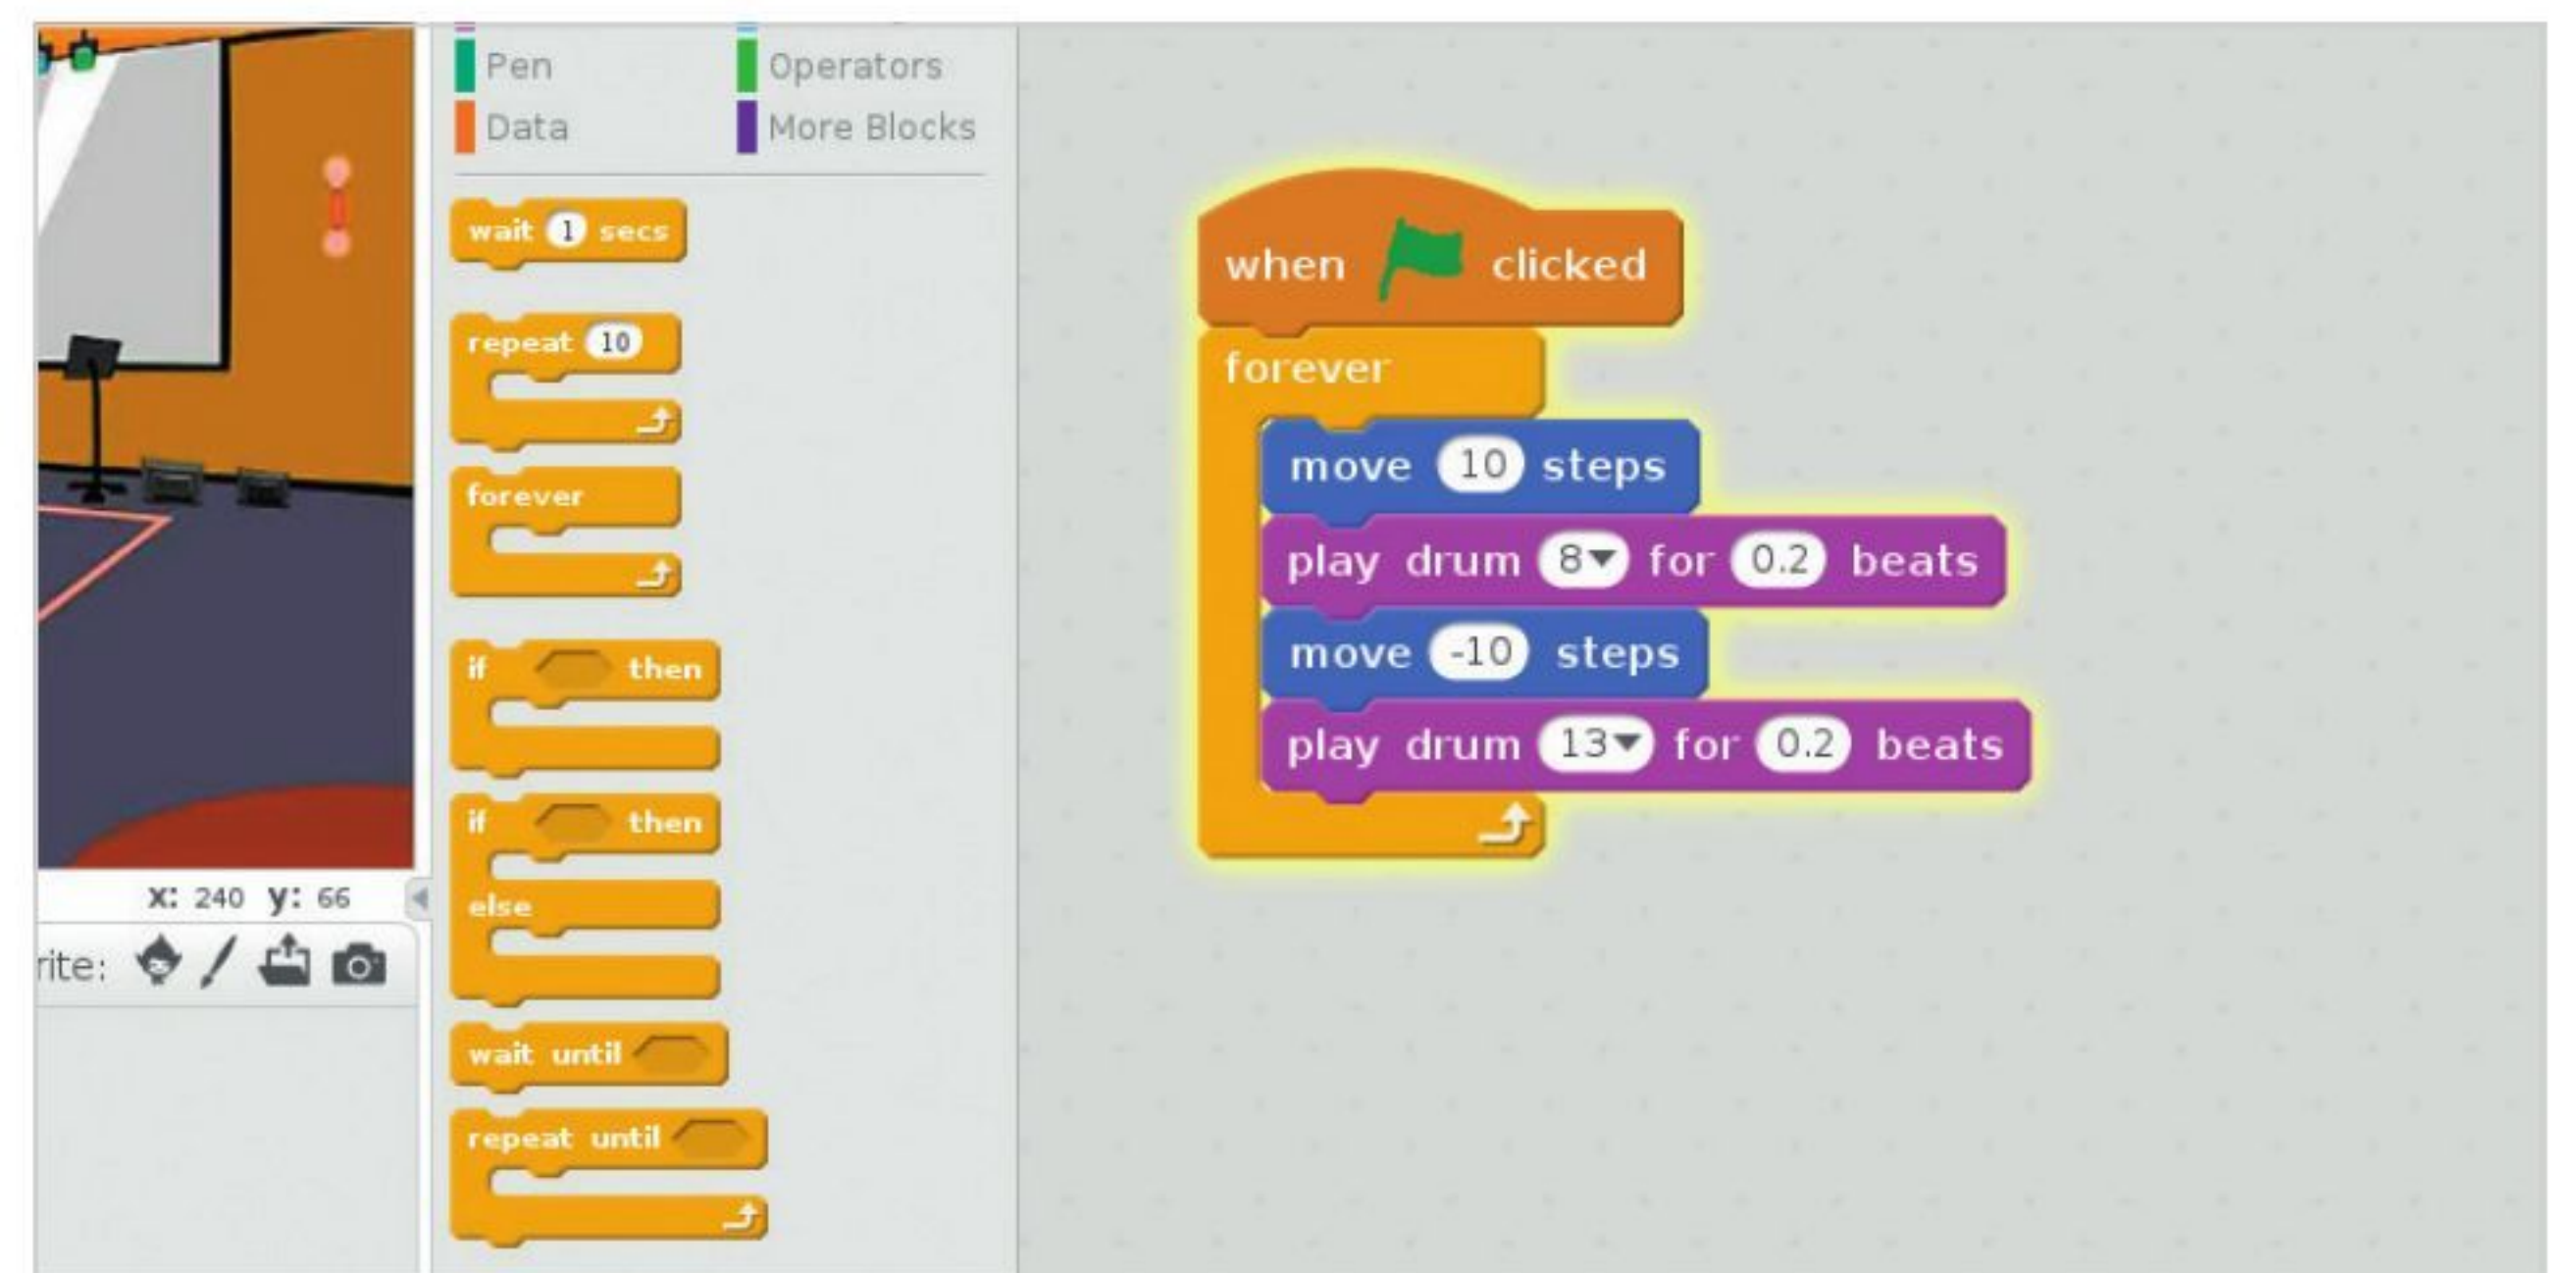 Pen
Operators
Data
More Blocks
wait 1 secs
repeat 10
forever
if then
if then
else
wait until
repeat until
x: 240 y: 66
rite:
when clicked
forever
move 10 steps
play drum 8 for 0.2 beats
move -10 steps
play drum 13 for 0.2 beats